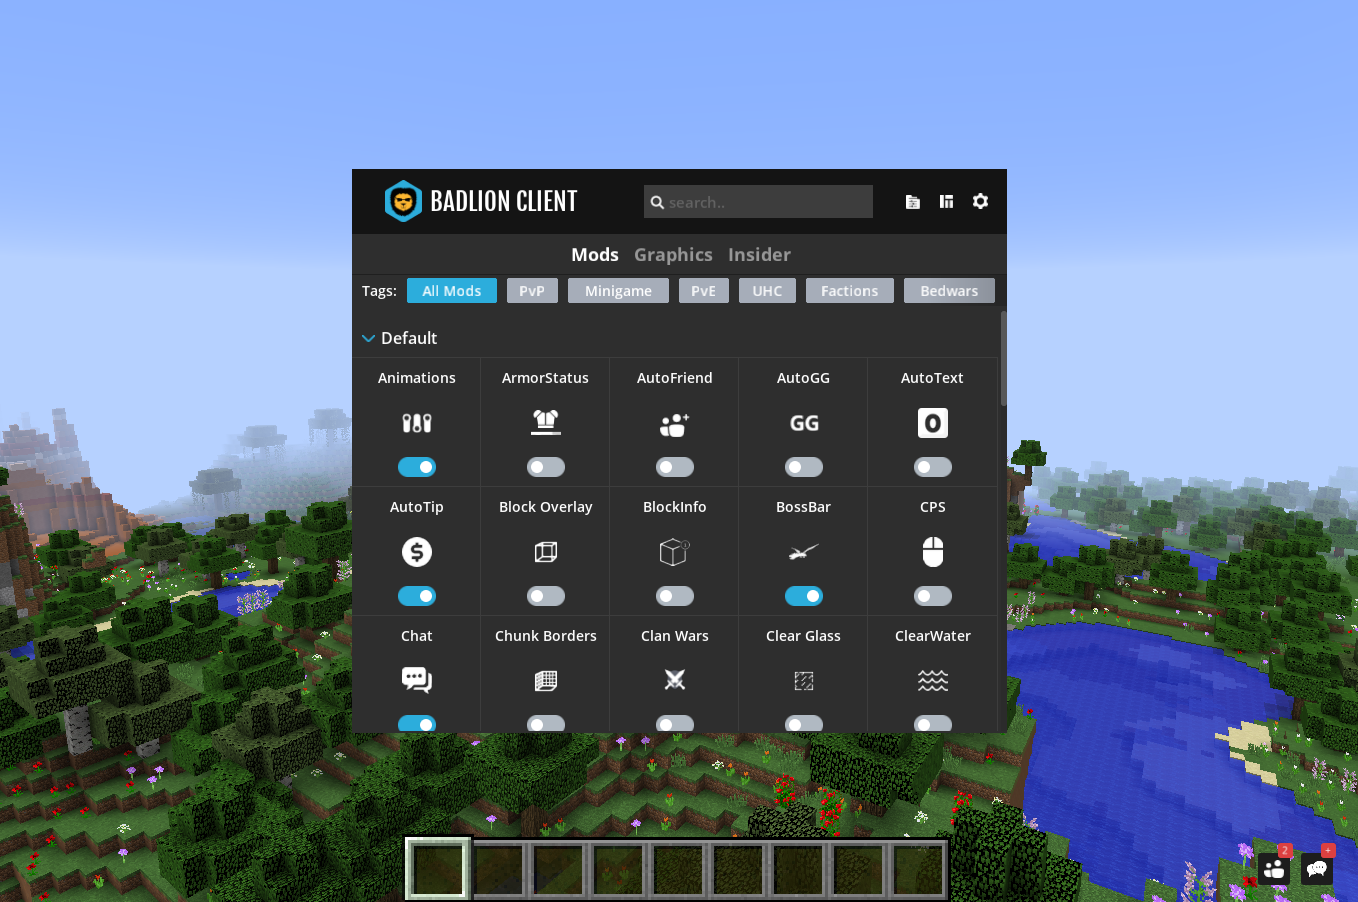 BADLION CLIENT
search..
Mods Graphics Insider
Tags: All Mods PvP Minigame PvE UHC Factions Bedwars
Default
Animations ArmorStatus AutoFriend AutoGG AutoText
GG O
AutoTip Block Overlay BlockInfo BossBar CPS
$
Chat Chunk Borders Clan Wars Clear Glass ClearWater
2 +